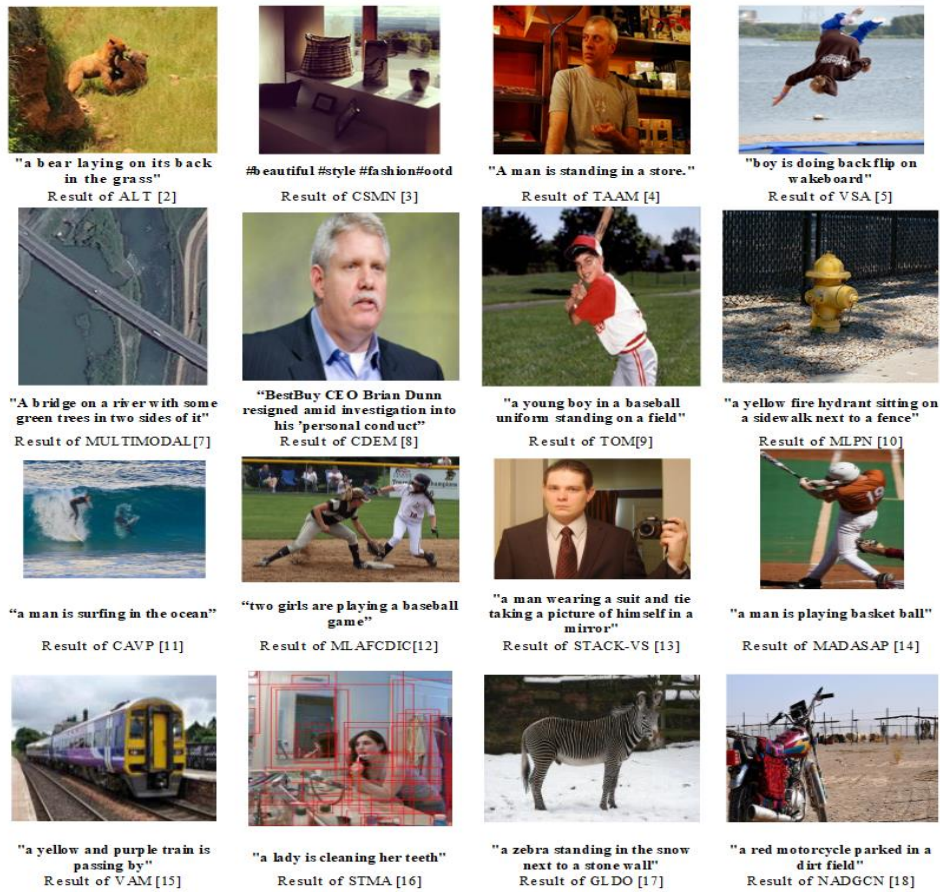 "a bear laying on its back
in the grass"
Result of ALT [2]
#beautiful #style #fashion#ootd
Result of CSMN [3]
"A man is standing in a store."
Result of TAAM [4]
"boy is doing back flip on
wakeboard"
Result of VSA [5]
"A bridge on a river with some
green trees in two sides of it"
Result of MULTIMODAL[7]
“BestBuy CEO Brian Dunn
resigned amid investigation into
his ’personal conduct”
Result of CDEM [8]
"a young boy in a baseball
uniform standing on a field"
Result of TOM[9]
"a yellow fire hydrant sitting on
a sidewalk next to a fence"
Result of MLPN [10]
“a man is surfing in the ocean”
Result of CAVP [11]
“two girls are playing a baseball
game”
Result of MLAFCDIC[12]
"a man wearing a suit and tie
taking a picture of himself in a
mirror"
Result of STACK-VS [13]
19
"a man is playing basket ball"
Result of MADASAP [14]
"a yellow and purple train is
passing by"
Result of VAM [15]
"a lady is cleaning her teeth"
Result of STMA [16]
"a zebra standing in the snow
next to a stone wall"
Result of GLDO [17]
"a red motorcycle parked in a
dirt field"
Result of NADGCN [18]